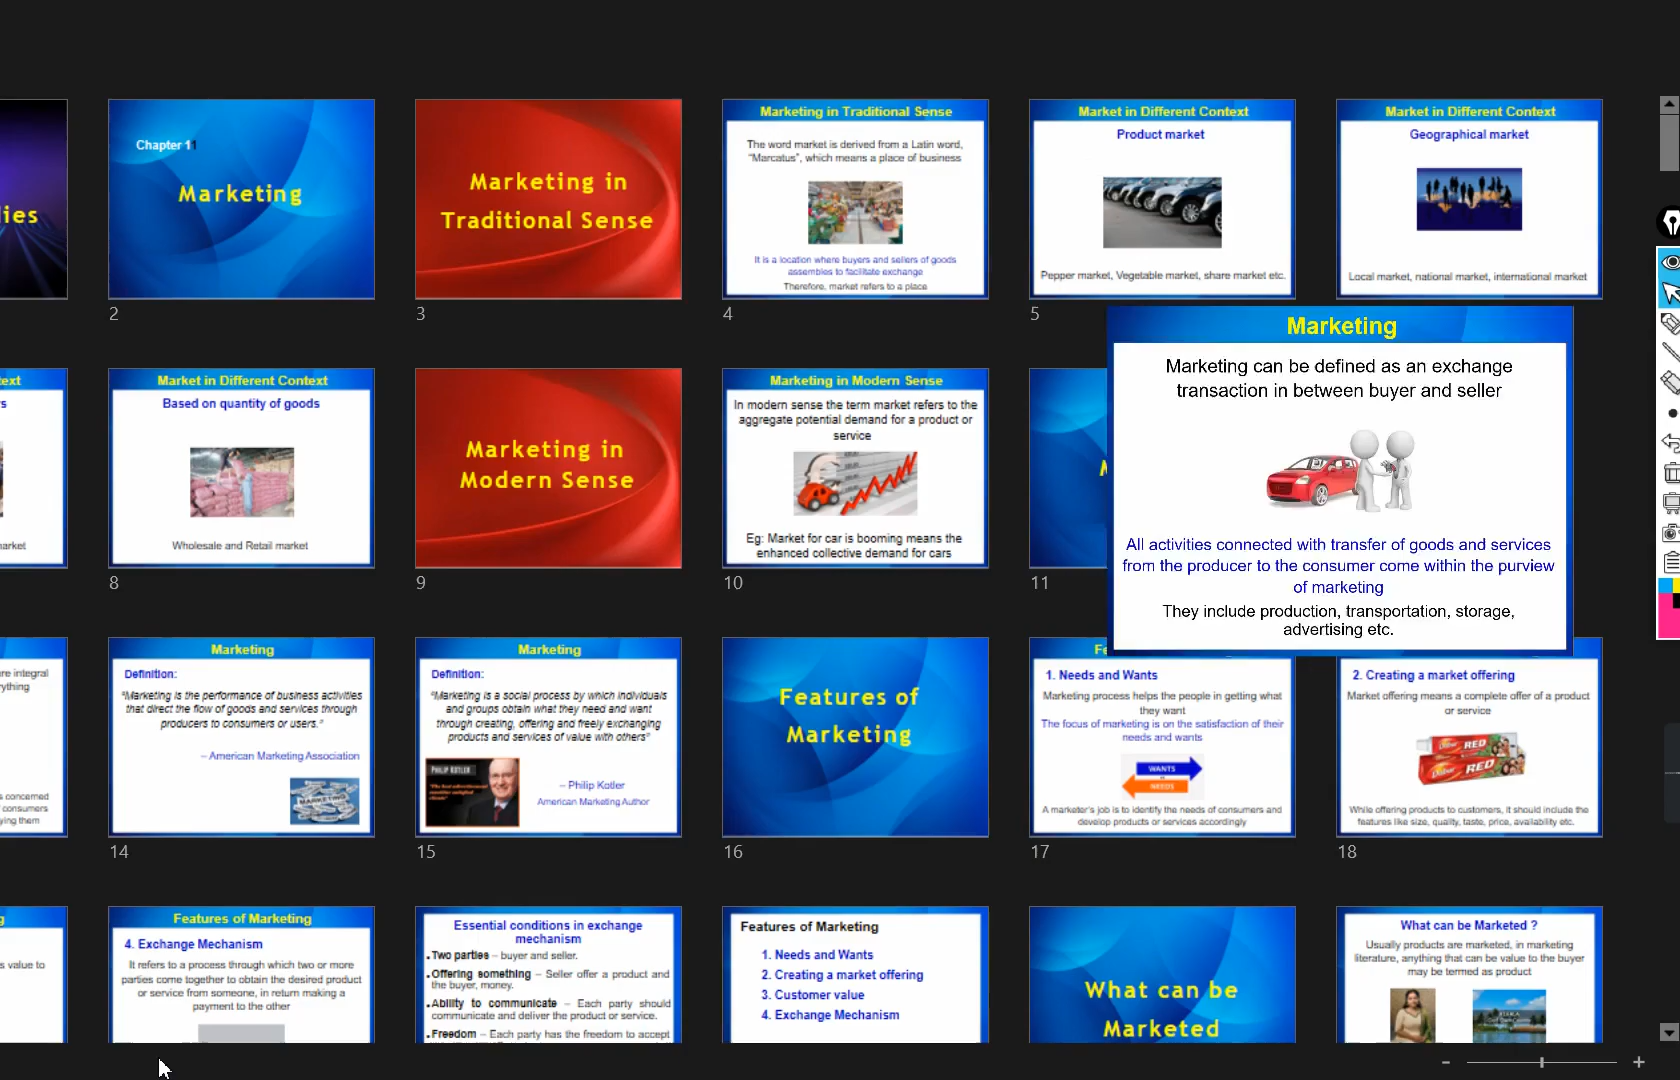 lies
Chapter 11
Marketing
2
Marketing in
Traditional Sense
3
Marketing in Traditional Sense
The word market is derived from a Latin word,
"Marcatus", which means a place of business
It is a location where buyers and sellers of goods
assembles to facilitate exchange
Therefore, market refers to a place
4
Market in Different Context
Product market
Pepper market, Vegetable market, share market etc.
5
Market in Different Context
Geographical market
Local market, national market, international market
text
s
arket
Market in Different Context
Based on quantity of goods
Wholesale and Retail market
8
Marketing in
Modern Sense
9
Marketing in Modern Sense
In modern sense the term market refers to the
aggregate potential demand for a product or
service
Eg: Market for car is booming means the
enhanced collective demand for cars
10
11
Marketing
Marketing can be defined as an exchange
transaction in between buyer and seller
All activities connected with transfer of goods and services
from the producer to the consumer come within the purview
of marketing
They include production, transportation, storage,
advertising etc.
re integral
rything
s concerned
consumers
ying them
Marketing
Definition:
"Marketing is the performance of business activities
that direct the flow of goods and services through
producers to consumers or users."
– American Marketing Association
MARKETING
14
Marketing
Definition:
"Marketing is a social process by which individuals
and groups obtain what they need and want
through creating, offering and freely exchanging
products and services of value with others"
PHILIP KOTLER
– Philip Kotler
American Marketing Author
15
Features of
Marketing
16
Fe
1. Needs and Wants
Marketing process helps the people in getting what
they want
The focus of marketing is on the satisfaction of their
needs and wants
WANTS
NEEDS
A marketer's job is to identify the needs of consumers and
develop products or services accordingly
17
2. Creating a market offering
Market offering means a complete offer of a product
or service
Dabur RED
Dabur RED
While offering products to customers, it should include the
features like size, quality, taste, price, availability etc.
18
g
s value to
Features of Marketing
4. Exchange Mechanism
It refers to a process through which two or more
parties come together to obtain the desired product
or service from someone, in return making a
payment to the other
Essential conditions in exchange
mechanism
Two parties – buyer and seller.
Offering something – Seller offer a product and
the buyer, money.
Ability to communicate – Each party should
communicate and deliver the product or service.
Freedom – Each party has the freedom to accept
Features of Marketing
1. Needs and Wants
2. Creating a market offering
3. Customer value
4. Exchange Mechanism
What can be
Marketed
What can be Marketed ?
Usually products are marketed, in marketing
literature, anything that can be value to the buyer
may be termed as product